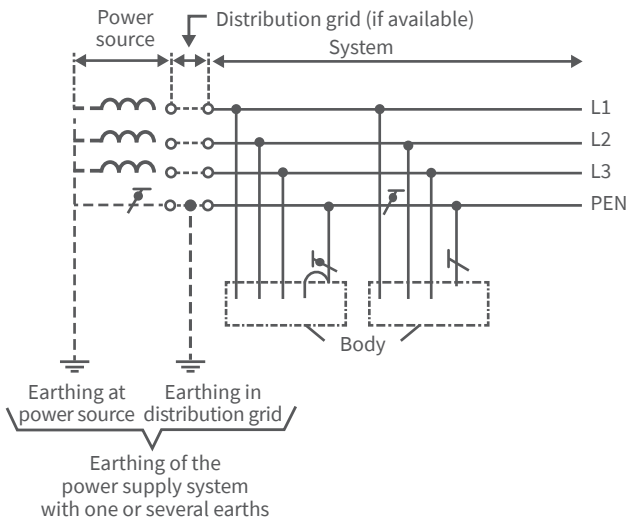 Power
source
Distribution grid (if available)
System
L1
L2
L3
PEN
Body
Earthing at
power source
Earthing in
distribution grid
Earthing of the
power supply system
with one or several earths